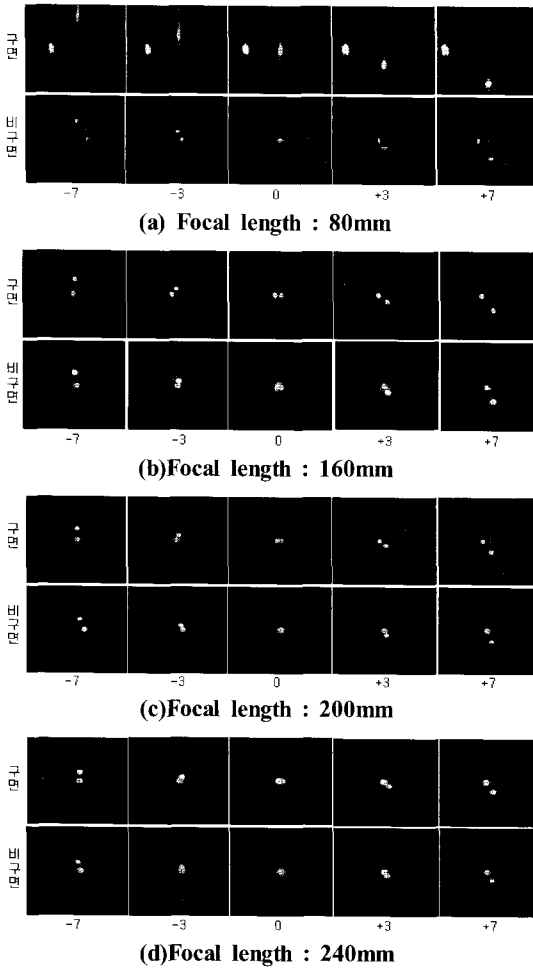 구면
비구면
-7 -3 0 +3 +7
(a) Focal length : 80mm
구면
비구면
-7 -3 0 +3 +7
(b)Focal length : 160mm
구면
비구면
-7 -3 0 +3 +7
(c)Focal length : 200mm
구면
비구면
-7 -3 0 +3 +7
(d)Focal length : 240mm